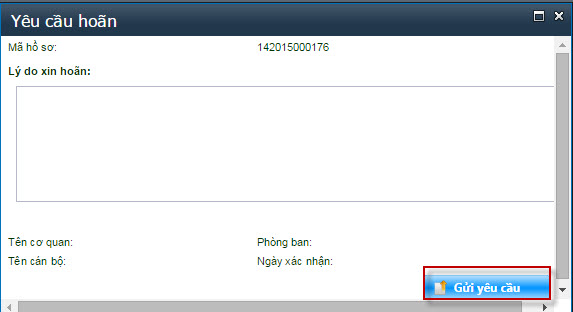 Yêu cầu hoãn
Mã hồ sơ: 142015000176
Lý do xin hoãn:
Tên cơ quan: Phòng ban:
Tên cán bộ: Ngày xác nhận:
Gửi yêu cầu